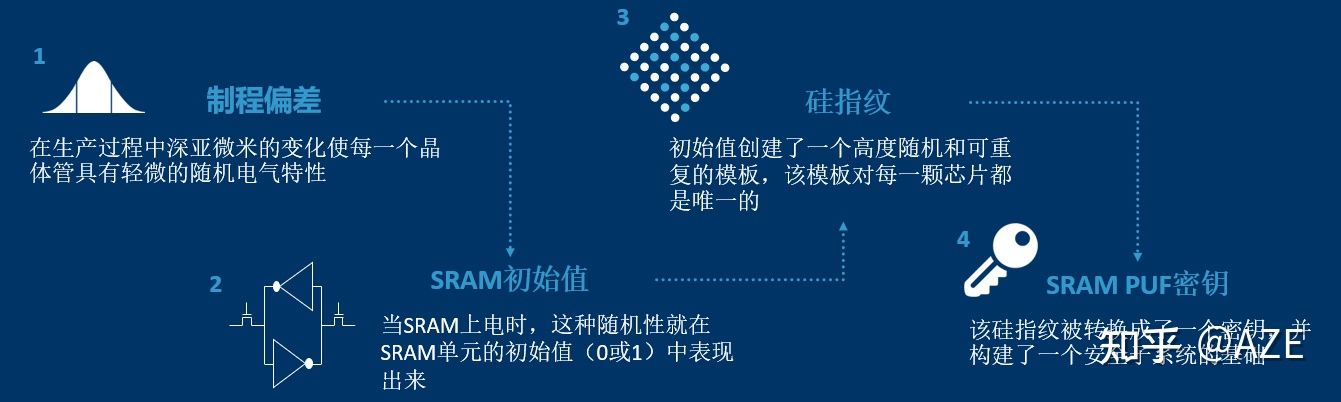 1
制程偏差
在生产过程中深亚微米的变化使每一个晶
体管具有轻微的随机电气特性
2
SRAM初始值
当SRAM上电时，这种随机性就在
SRAM单元的初始值（0或1）中表现
出来
3
硅指纹
初始值创建了一个高度随机和可重
复的模板，该模板对每一颗芯片都
是唯一的
4
SRAM PUF密钥
该硅指纹被转换成了一个密钥，并
构建了一个安全子系统的基础
知乎 @AZE